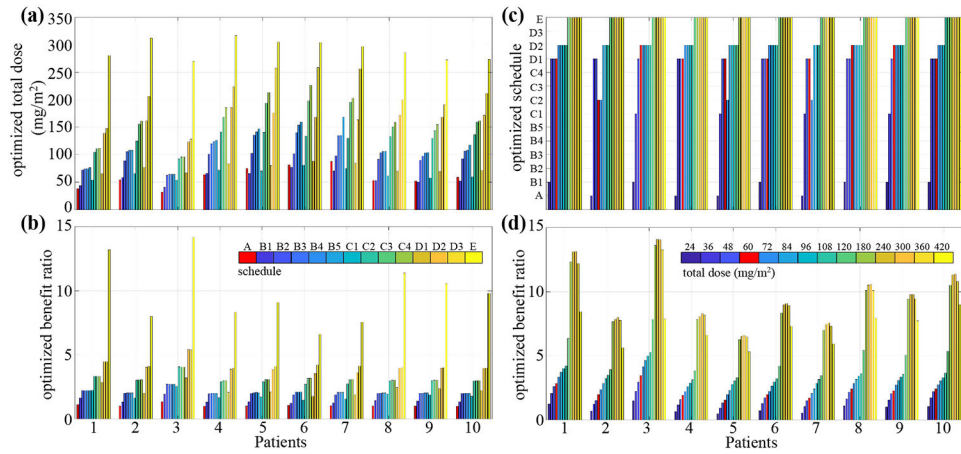 (a)
optimized total dose
(mg/m²)
350
300
250
200
150
100
50
0
(c)
optimized schedule
E
D3
D2
D1
C4
C3
C2
C1
B5
B4
B3
B2
B1
A
(b)
optimized benefit ratio
15
10
5
0
A B1 B2 B3 B4 B5 C1 C2 C3 C4 D1 D2 D3 E
schedule
1 2 3 4 5 6 7 8 9 10
Patients
(d)
optimized benefit ratio
15
10
5
0
24 36 48 60 72 84 96 108 120 180 240 300 360 420
total dose (mg/m²)
1 2 3 4 5 6 7 8 9 10
Patients